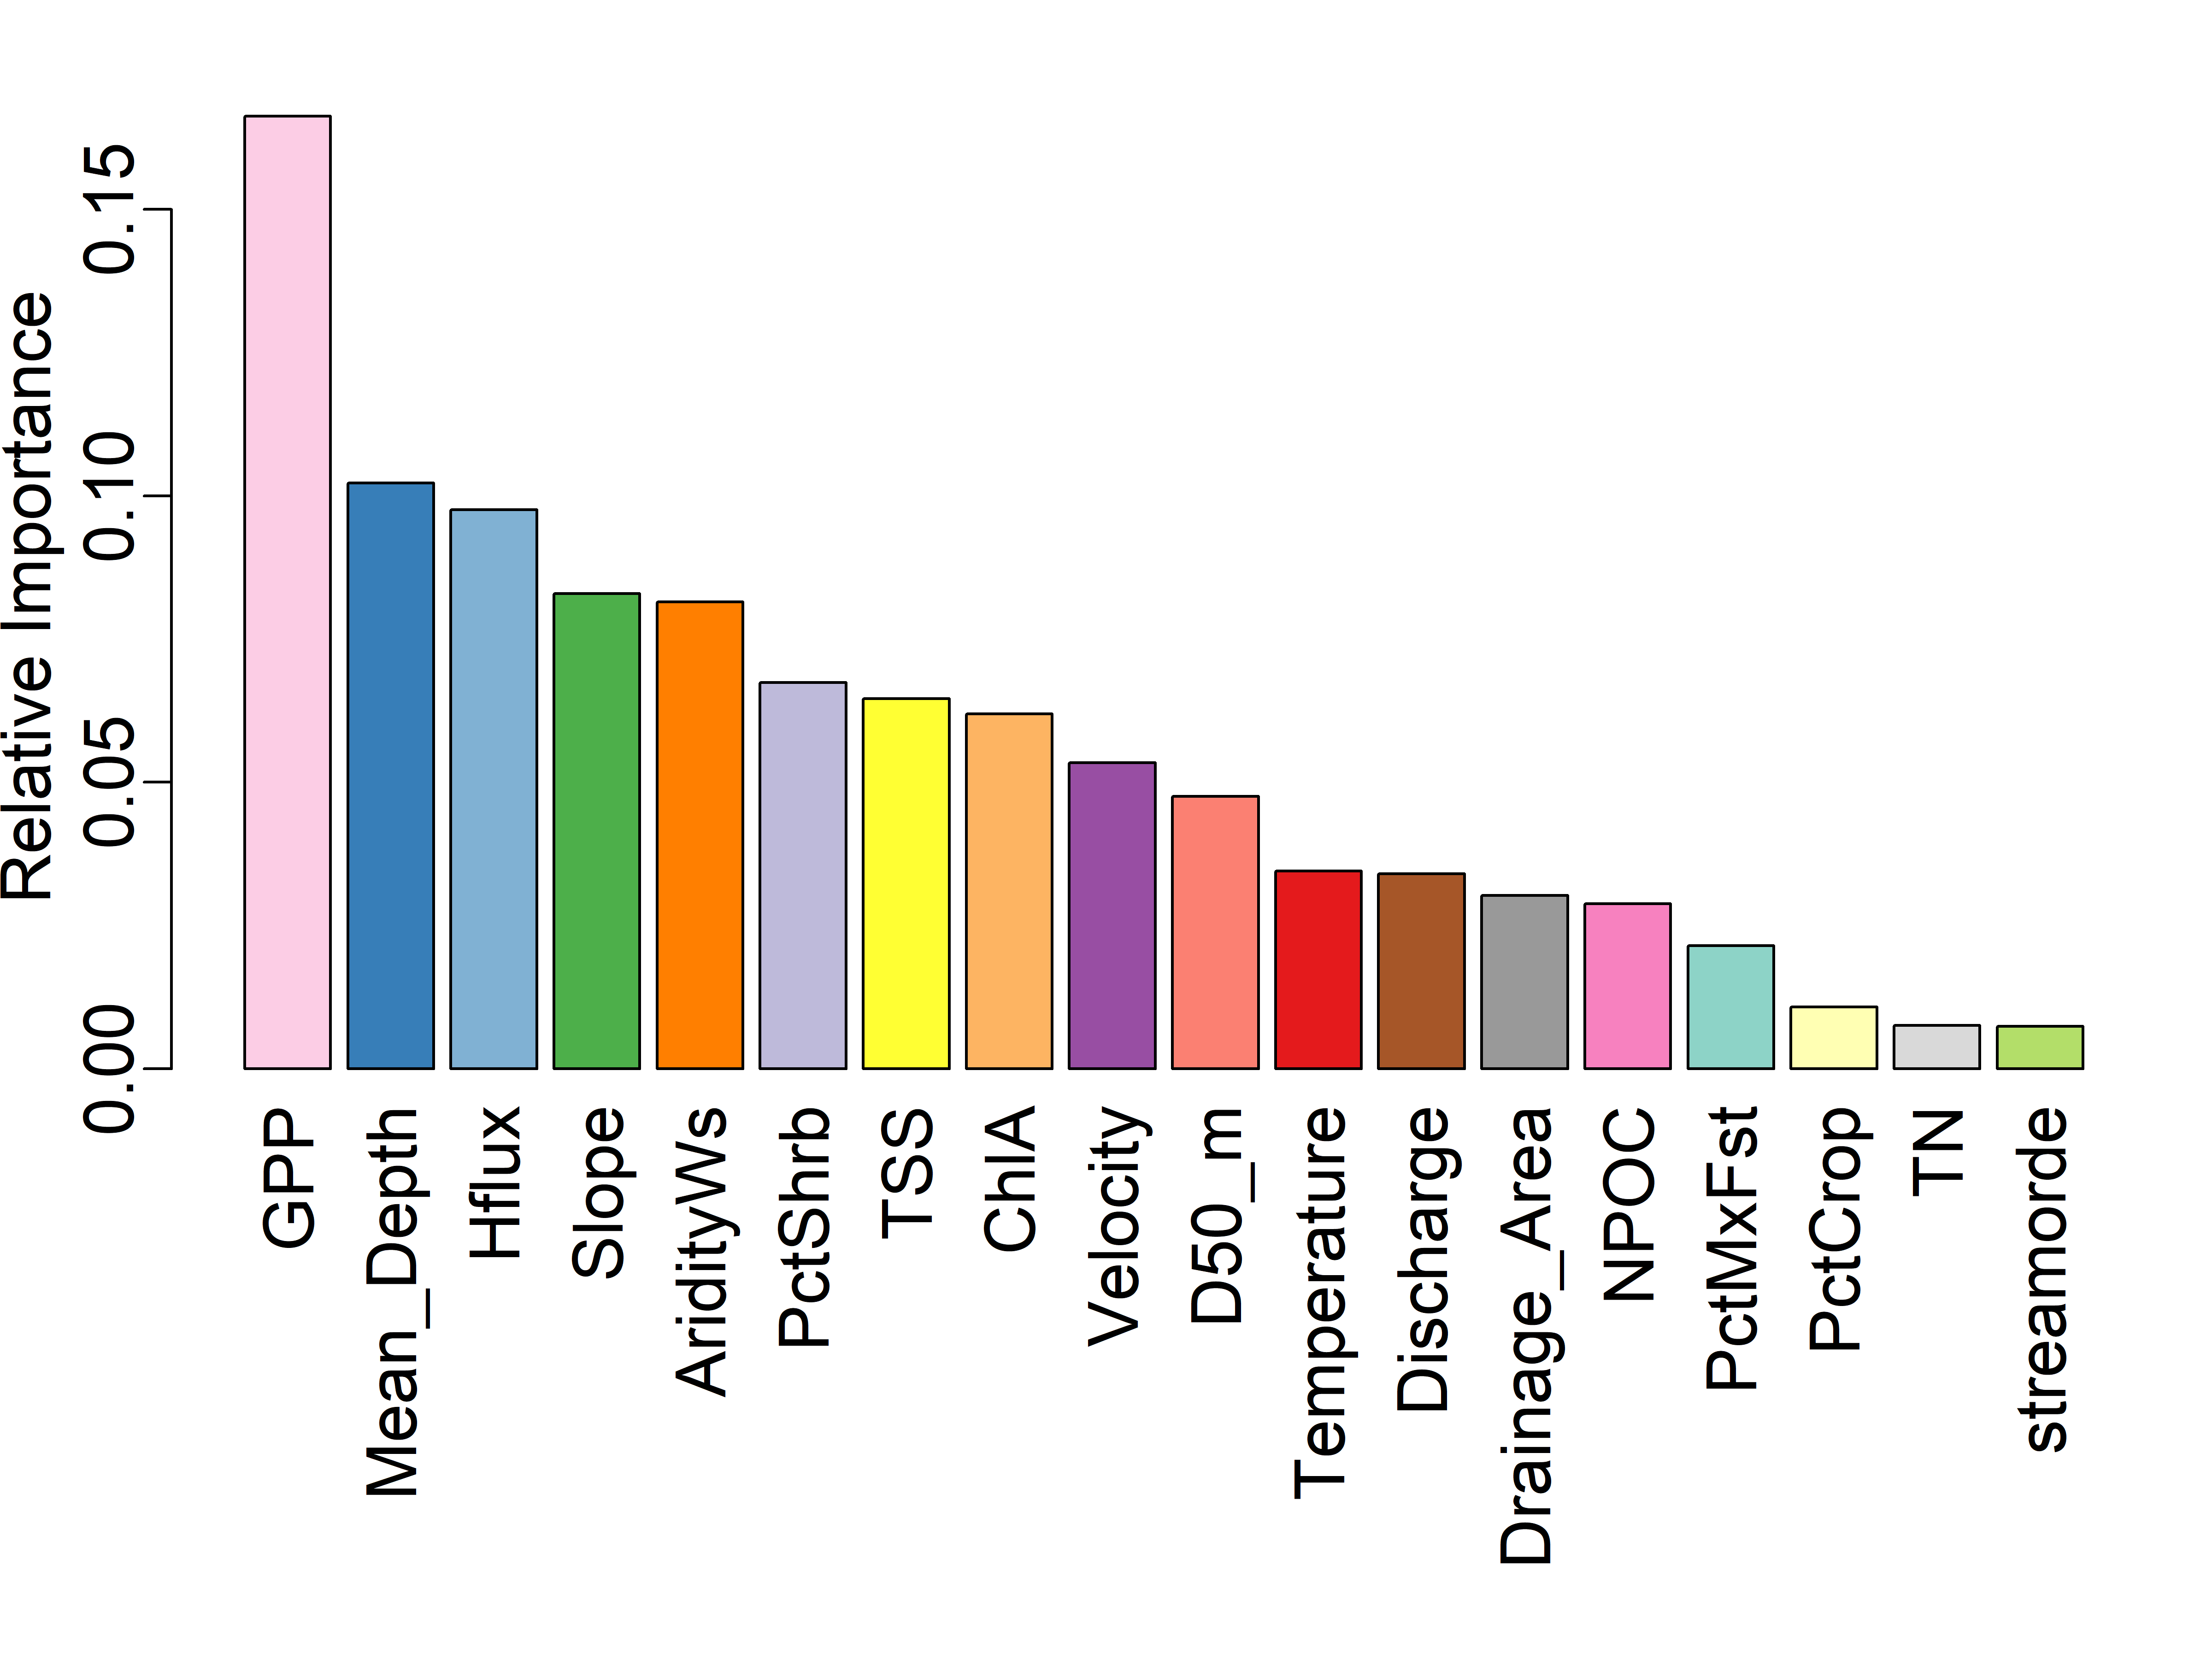 Relative Importance
0.15
0.10
0.05
0.00
GPP
Mean_Depth
Hflux
Slope
AridityWs
PctShrb
TSS
ChlA
Velocity
D50_m
Temperature
Discharge
Drainage_Area
NPOC
PctMxFst
PctCrop
TN
streamorde